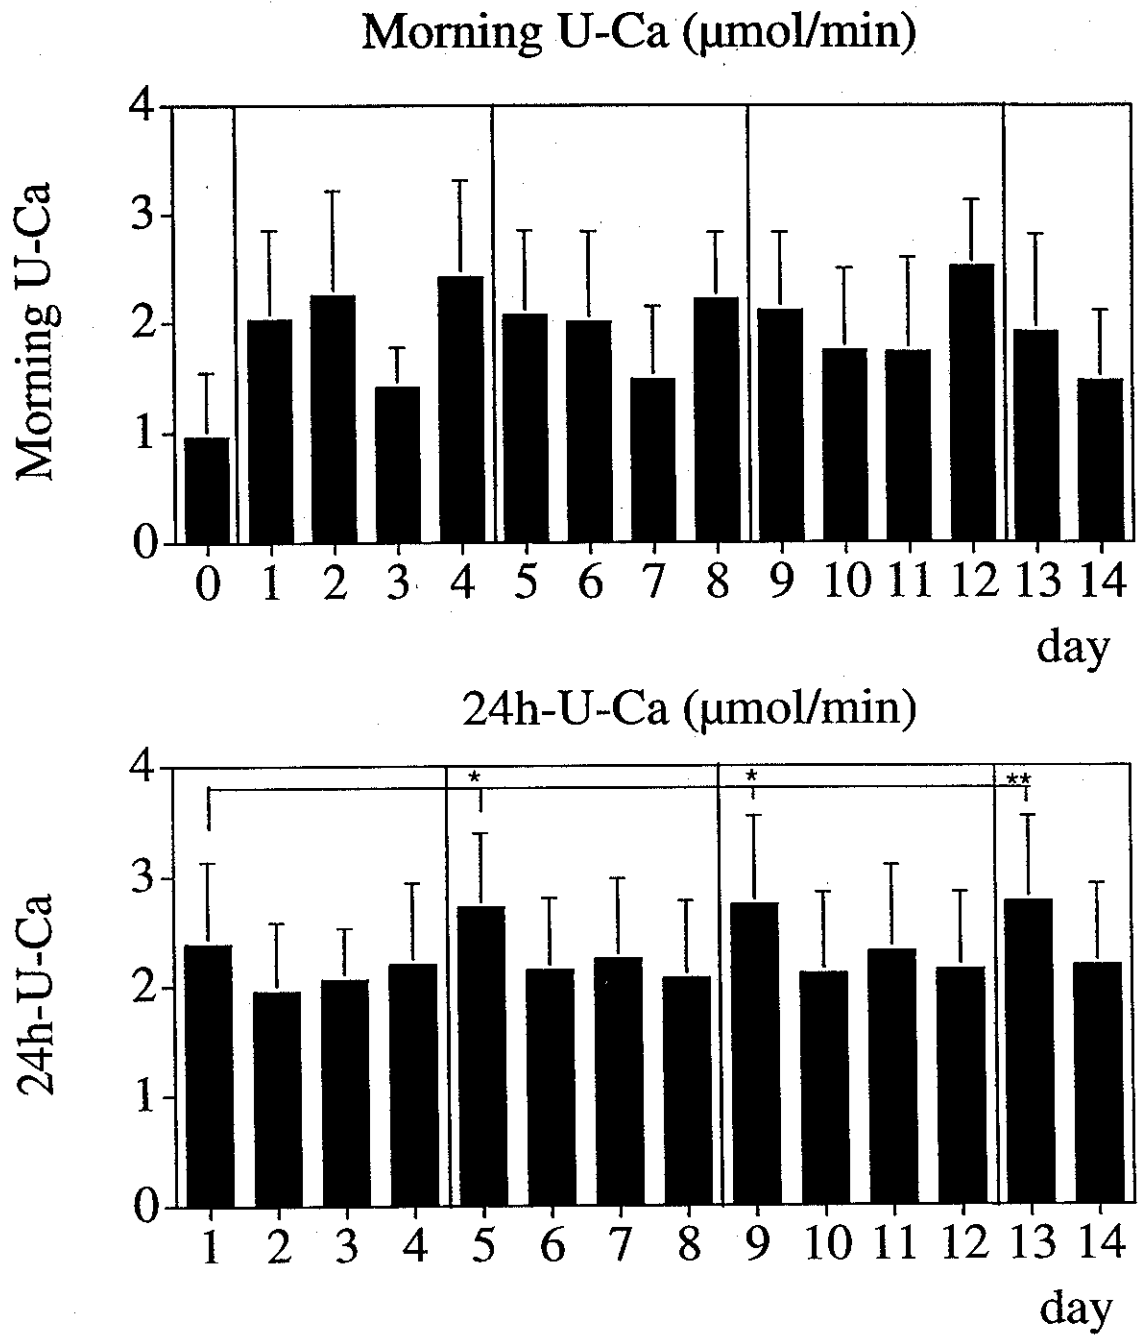 Morning U-Ca (µmol/min)
Morning U-Ca
4
3
2
1
0
0 1 2 3 4 5 6 7 8 9 10 11 12 13 14
day
24h-U-Ca (µmol/min)
24h-U-Ca
4
3
2
1
0
* * **
1 2 3 4 5 6 7 8 9 10 11 12 13 14
day